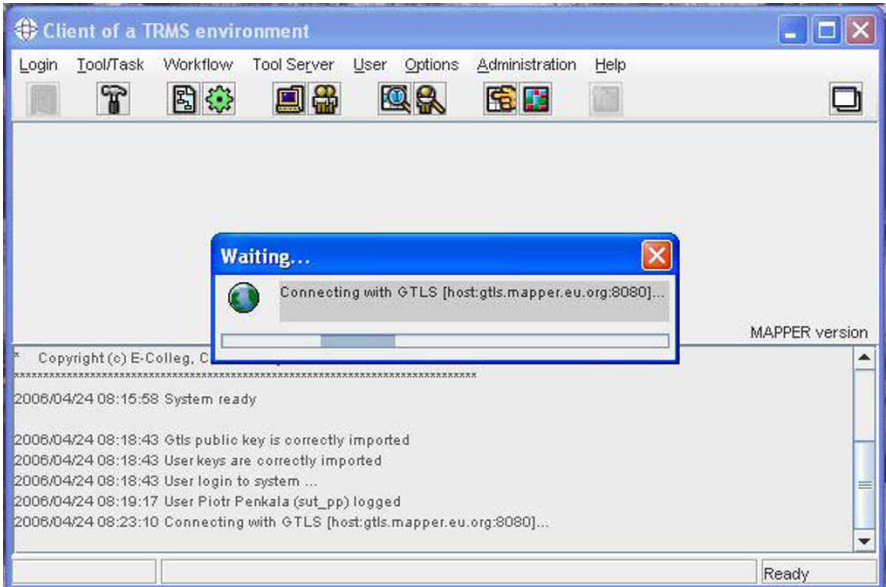 Client of a TRMS environment
Login Tool/Task Workflow Tool Server User Options Administration Help
Waiting...
Connecting with GTLS [host:gtls.mapper.eu.org:8080]...
MAPPER version
* Copyright (c) E-Colleg, C
******************************************************************************
2006/04/24 08:15:58 System ready
2006/04/24 08:18:43 Gtls public key is correctly imported
2006/04/24 08:18:43 User keys are correctly imported
2006/04/24 08:18:43 User login to system ...
2006/04/24 08:19:17 User Piotr Penkala (sut_pp) logged
2006/04/24 08:23:10 Connecting with GTLS [host:gtls.mapper.eu.org:8080]...
Ready